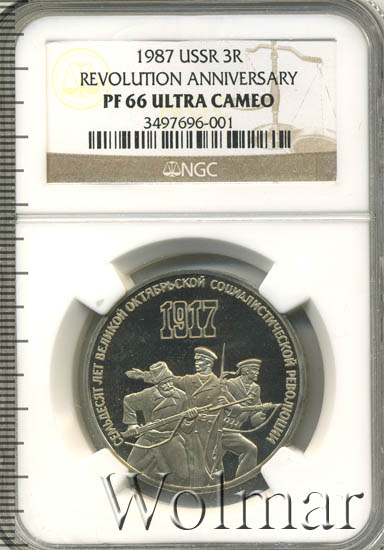 1987 USSR 3R
REVOLUTION ANNIVERSARY
PF 66 ULTRA CAMEO
3497696-001
NGC
СЕМЬДЕСЯТ ЛЕТ ВЕЛИКОЙ ОКТЯБРЬСКОЙ СОЦИАЛИСТИЧЕСКОЙ РЕВОЛЮЦИИ
1917
Wolmar